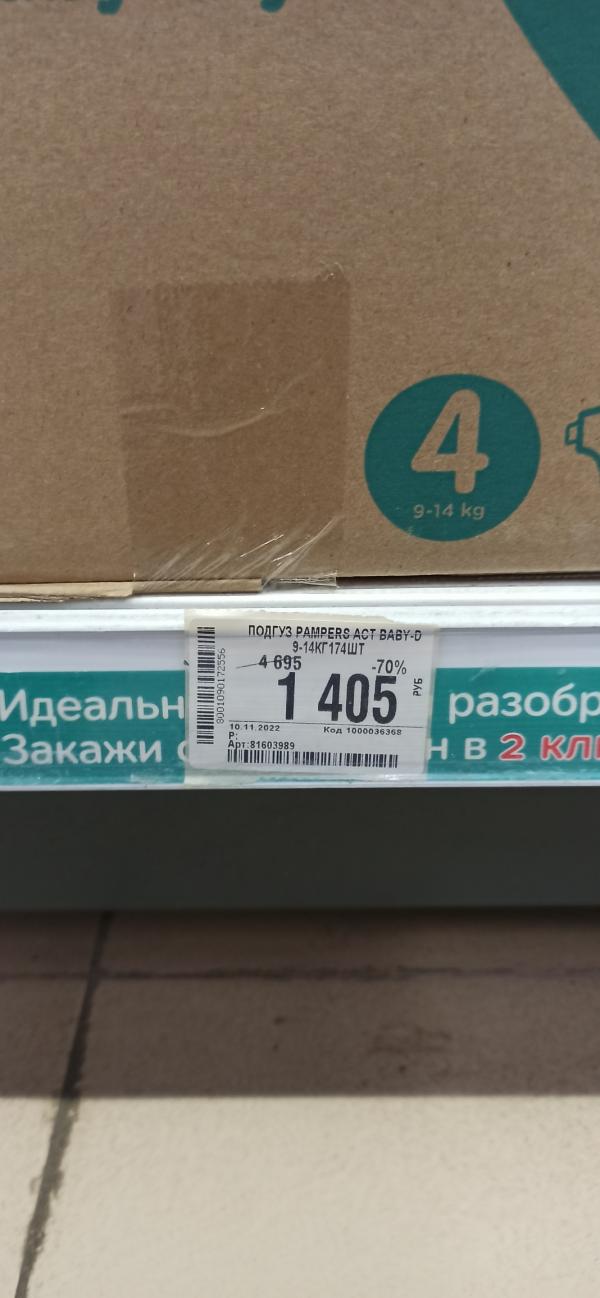 4
9-14 kg
ПОДГУЗ PAMPERS ACT BABY-D
9-14КГ174ШТ
4 695
-70%
1 405
РУБ
8001090172556
10.11.2022
Код 1000036368
Р:
Арт:81603989
Идеальн
разобр
Закажи
н в 2 кли